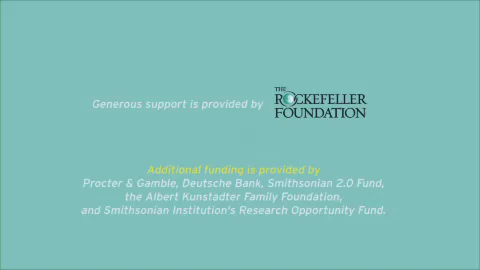 Generous support is provided by
THE
ROCKEFELLER
FOUNDATION
Additional funding is provided by
Procter & Gamble, Deutsche Bank, Smithsonian 2.0 Fund,
the Albert Kunstadter Family Foundation,
and Smithsonian Institution's Research Opportunity Fund.